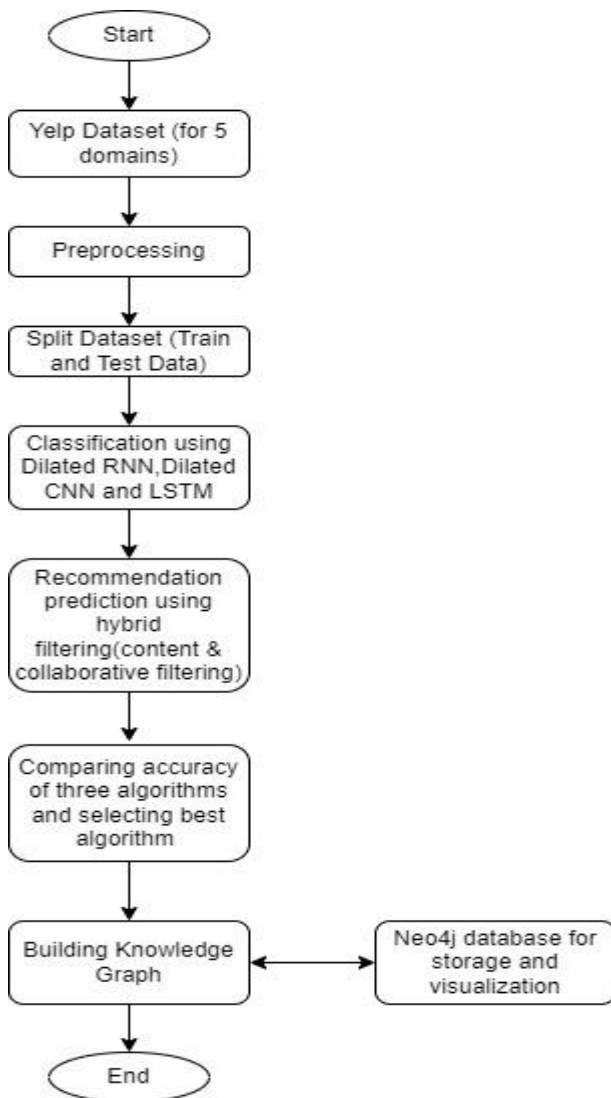 Start
Yelp Dataset (for 5
domains)
Preprocessing
Split Dataset (Train
and Test Data)
Classification using
Dilated RNN,Dilated
CNN and LSTM
Recommendation
prediction using
hybrid
filtering(content &
collaborative filtering)
Comparing accuracy
of three algorithms
and selecting best
algorithm
Building Knowledge
Graph
Neo4j database for
storage and
visualization
End